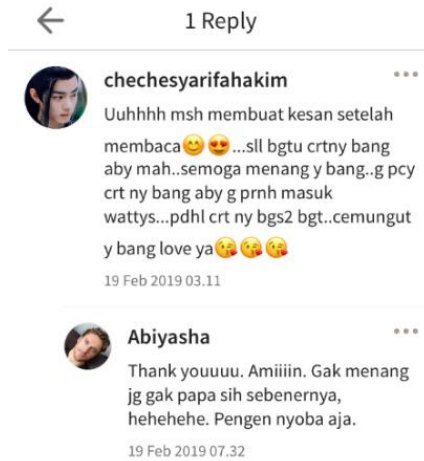 1 Reply
chechesyarifahakim
Uuhhhh msh membuat kesan setelah
membaca😊😍...sll bgtu crtny bang
aby mah..semoga menang y bang..g pcy
crt ny bang aby g prnh masuk
wattys...pdhl crt ny bgs2 bgt..cemungut
y bang love ya😘😘😘
19 Feb 2019 03.11
Abiyasha
Thank youuuu. Amiiiin. Gak menang
jg gak papa sih sebenernya,
hehehehe. Pengen nyoba aja.
19 Feb 2019 07.32